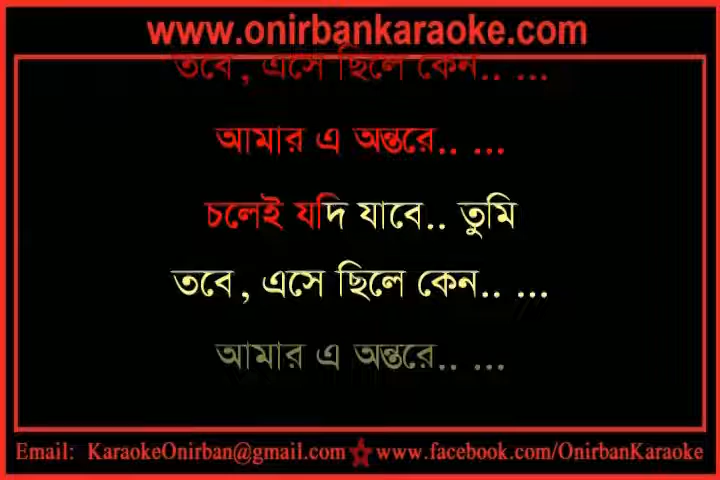 www.onirbankaraoke.com
তবে, এসে ছিলে কেন.. ...
আমার এ অন্তরে.. ...
চলেই যদি যাবে.. তুমি
তবে, এসে ছিলে কেন.. ...
আমার এ অন্তরে.. ...
Email: KaraokeOnirban@gmail.com www.facebook.com/OnirbanKaraoke